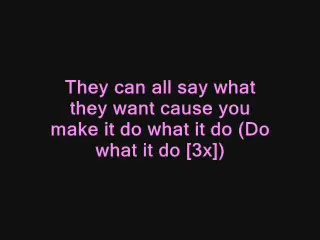 They can all say what
they want cause you
make it do what it do (Do
what it do [3x])